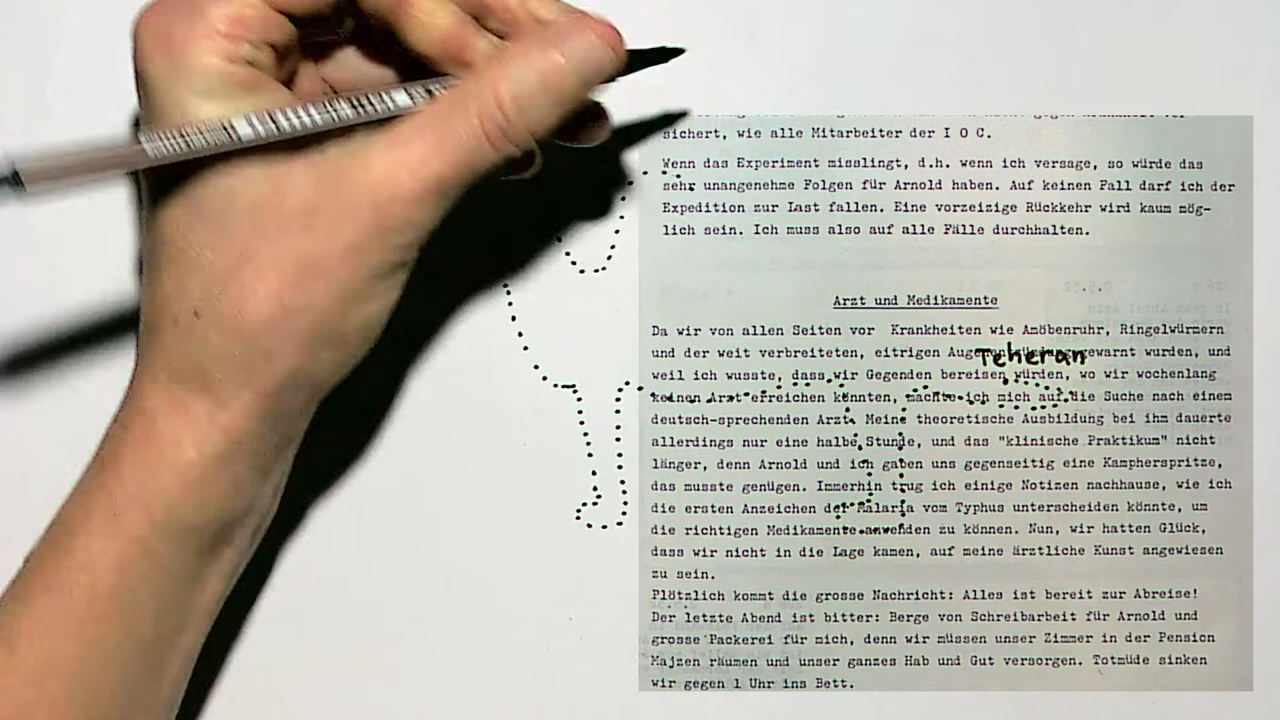 sichert, wie alle Mitarbeiter der I O C.
Wenn das Experiment misslingt, d.h. wenn ich versage, so würde das
sehr unangenehme Folgen für Arnold haben. Auf keinen Fall darf ich der
Expedition zur Last fallen. Eine vorzeizige Rückkehr wird kaum mög-
lich sein. Ich muss also auf alle Fälle durchhalten.
Arzt und Medikamente
Da wir von allen Seiten vor Krankheiten wie Amöbenruhr, Ringelwürmern
und der weit verbreiteten, eitrigen gewarnt wurden, und
Teheran
weil ich wusste, dass wir Gegenden bereisen würden, wo wir wochenlang
keinen Arzt erreichen könnten, machte ich mich auf die Suche nach einem
deutsch-sprechenden Arzt. Meine theoretische Ausbildung bei ihm dauerte
allerdings nur eine halbe Stunde, und das "klinische Praktikum" nicht
länger, denn Arnold und ich gaben uns gegenseitig eine Kampherspritze,
das musste genügen. Immerhin trug ich einige Notizen nachhause, wie ich
die ersten Anzeichen der Malaria vom Typhus unterscheiden könnte, um
die richtigen Medikamente anwenden zu können. Nun, wir hatten Glück,
dass wir nicht in die Lage kamen, auf meine ärztliche Kunst angewiesen
zu sein.
Plötzlich kommt die grosse Nachricht: Alles ist bereit zur Abreise!
Der letzte Abend ist bitter: Berge von Schreibarbeit für Arnold und
grosse Packerei für mich, denn wir müssen unser Zimmer in der Pension
Majzen räumen und unser ganzes Hab und Gut versorgen. Totmüde sinken
wir gegen 1 Uhr ins Bett.